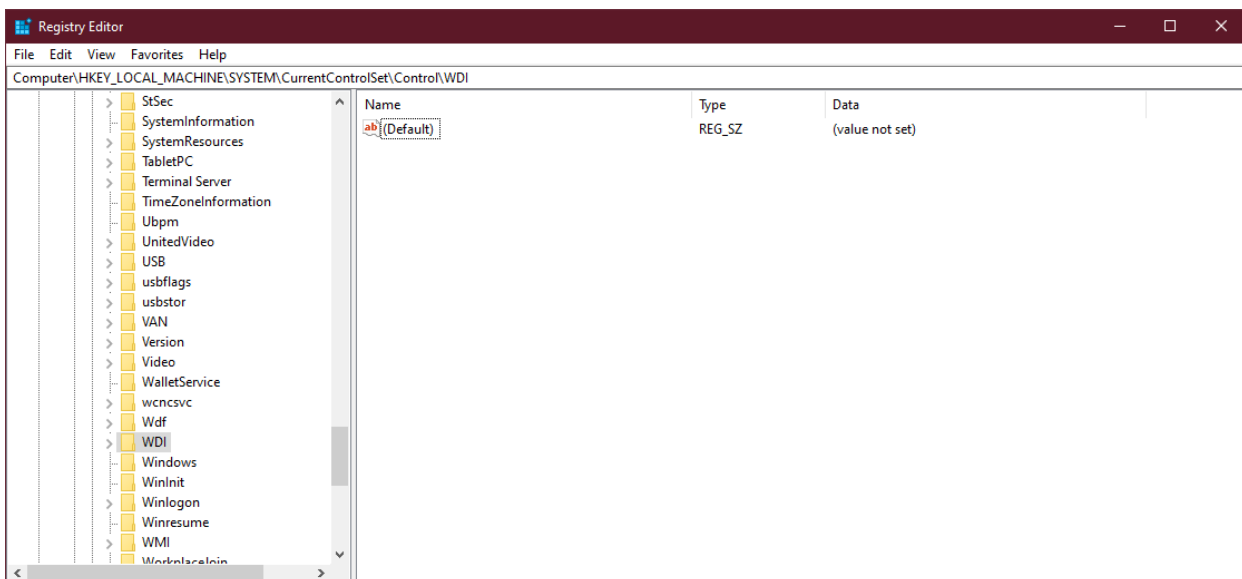 Registry Editor
File Edit View Favorites Help
Computer\HKEY_LOCAL_MACHINE\SYSTEM\CurrentControlSet\Control\WDI
StSec
SystemInformation
SystemResources
TabletPC
Terminal Server
TimeZoneInformation
Ubpm
UnitedVideo
USB
usbflags
usbstor
VAN
Version
Video
WalletService
wcncsvc
Wdf
WDI
Windows
WinInit
Winlogon
Winresume
WMI
WorkplaceJoin
Name Type Data
ab (Default) REG_SZ (value not set)